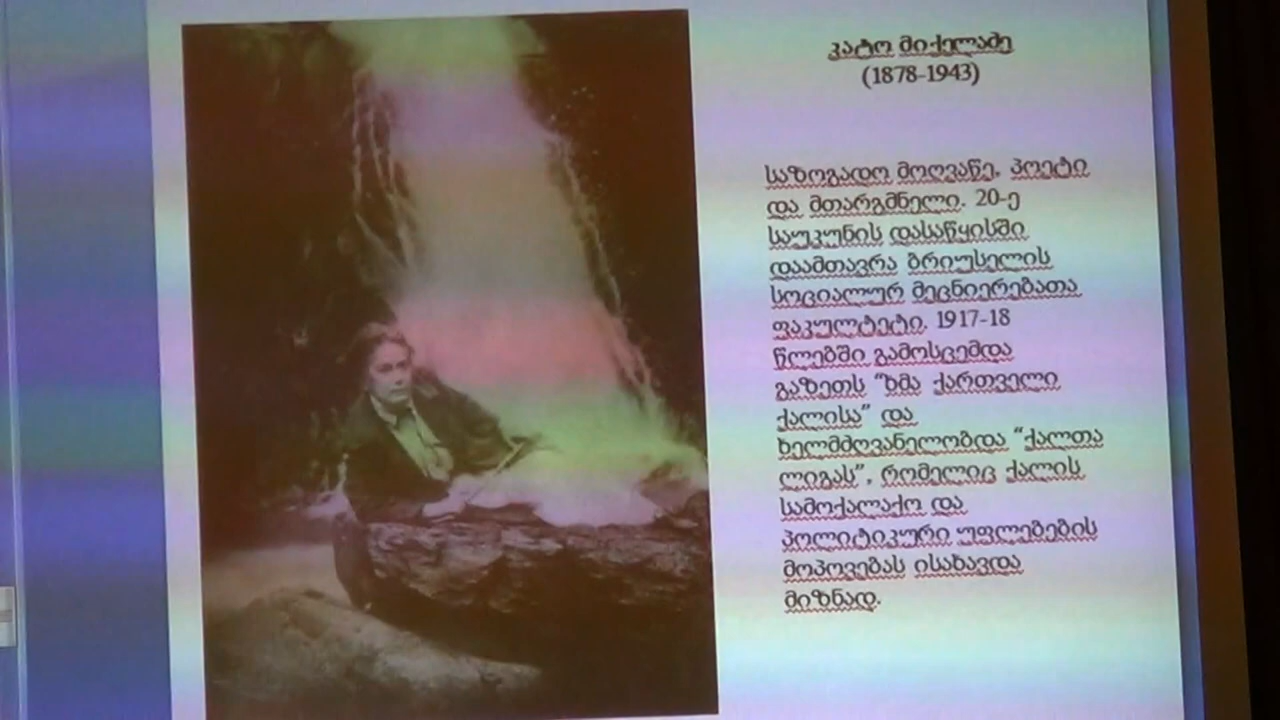 კატო მიქელაძე
(1878-1943)
საზოგადო მოღვაწე, პოეტი
და მთარგმნელი. 20-ე
საუკუნის დასაწყისში
დაამთავრა ბრიუსელის
სოციალურ მეცნიერებათა
ფაკულტეტი. 1917-18
წლებში გამოსცემდა
გაზეთს “ხმა ქართველი
ქალისა” და
ხელმძღვანელობდა “ქალთა
ლიგას”, რომელიც ქალის
სამოქალაქო და
პოლიტიკური უფლებების
მოპოვებას ისახავდა
მიზნად.